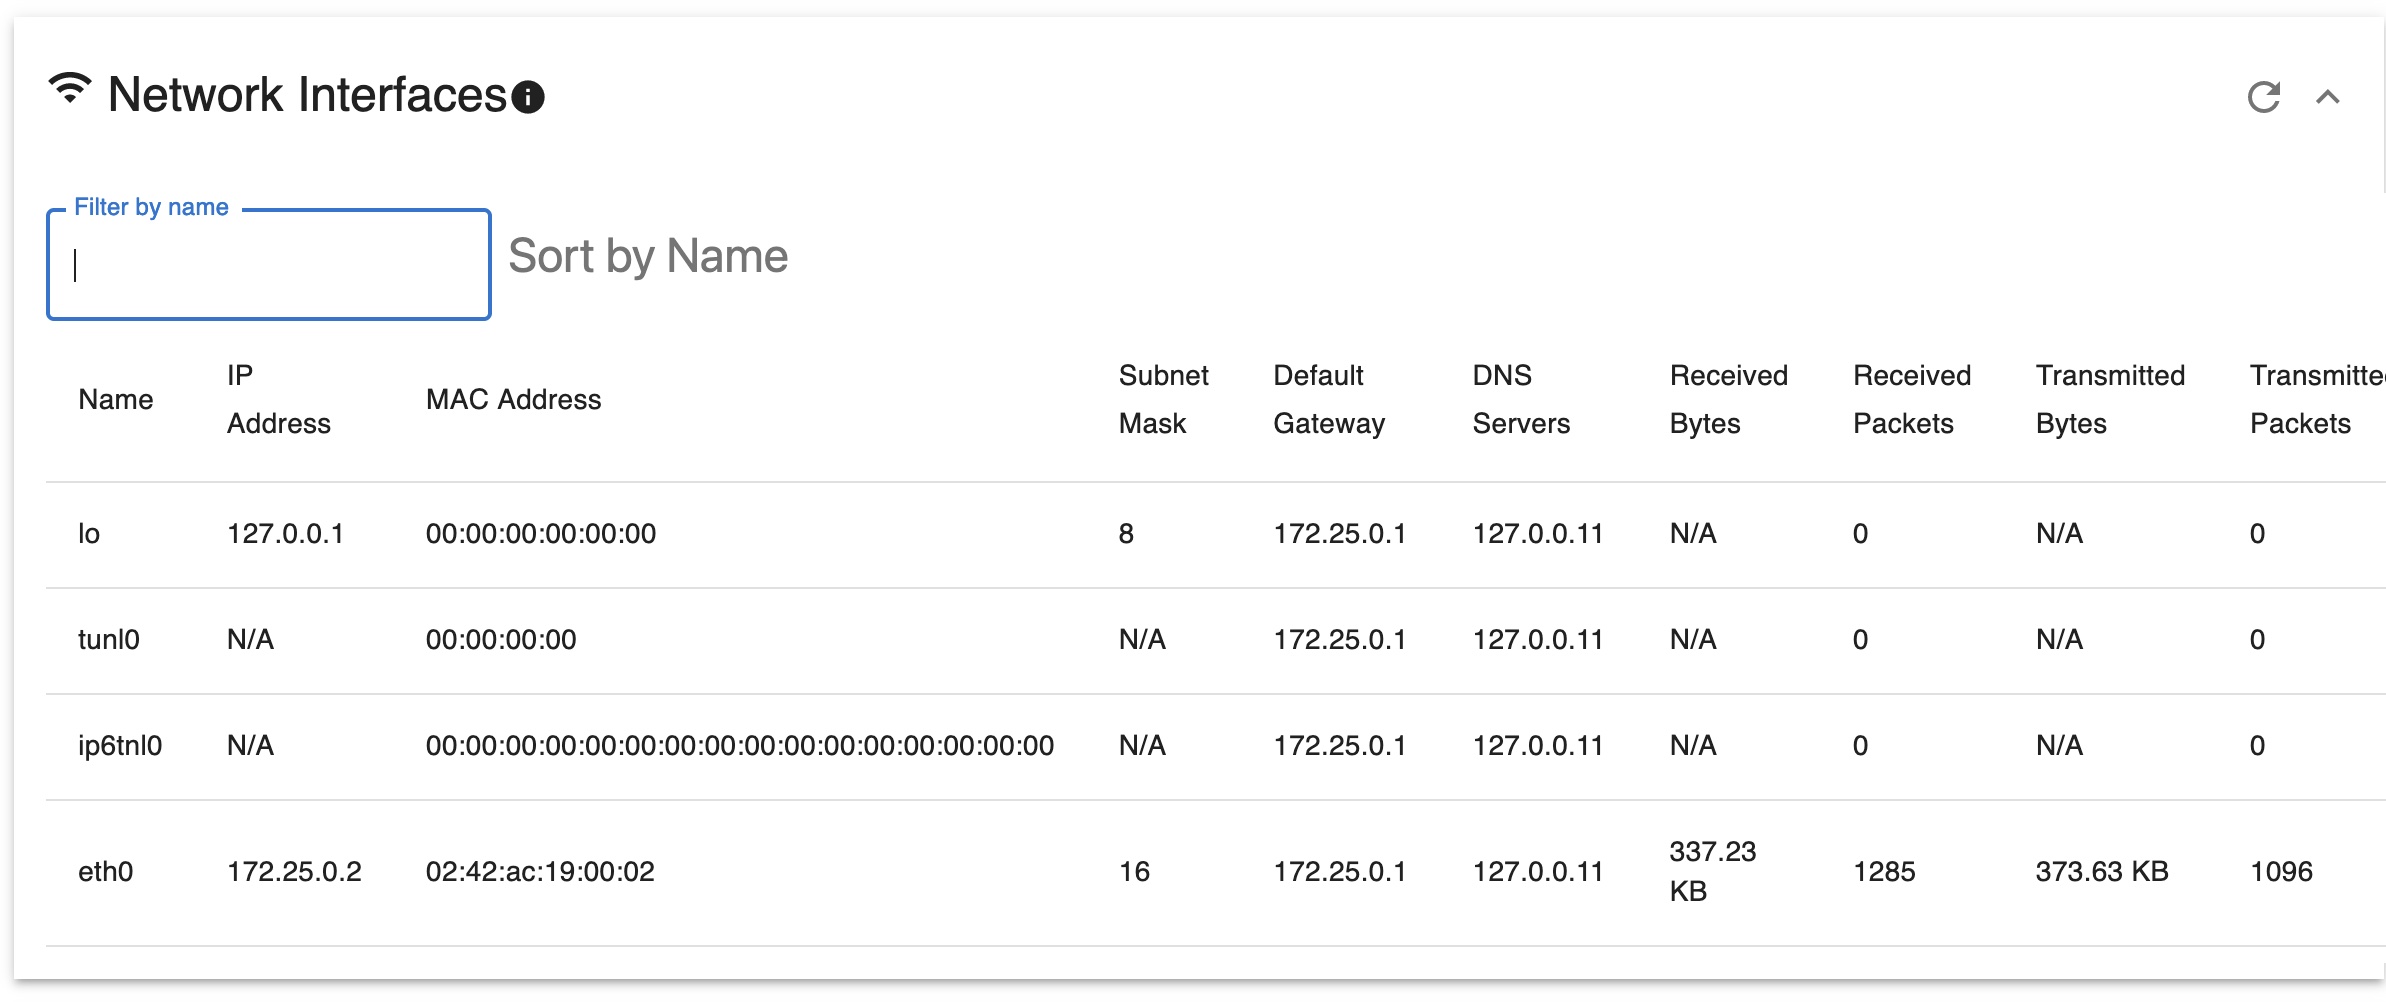 Network Interfaces
Filter by name
Sort by Name
Name IP Address MAC Address Subnet Mask Default Gateway DNS Servers Received Bytes Received Packets Transmitted Bytes Transmitte Packets
lo 127.0.0.1 00:00:00:00:00:00 8 172.25.0.1 127.0.0.11 N/A 0 N/A 0
tunl0 N/A 00:00:00:00 N/A 172.25.0.1 127.0.0.11 N/A 0 N/A 0
ip6tnl0 N/A 00:00:00:00:00:00:00:00:00:00:00:00:00:00:00:00 N/A 172.25.0.1 127.0.0.11 N/A 0 N/A 0
eth0 172.25.0.2 02:42:ac:19:00:02 16 172.25.0.1 127.0.0.11 337.23 KB 1285 373.63 KB 1096